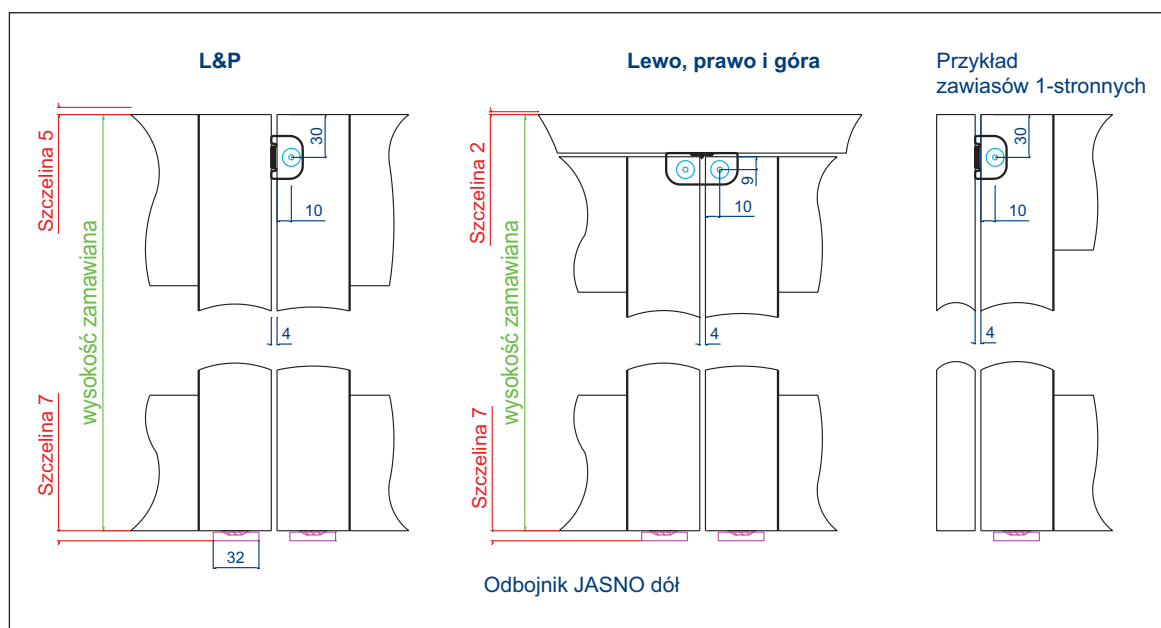 L&P
Lewo, prawo i góra
Przykład
zawiasów 1-stronnych
Szczelina 5
wysokość zamawiana
30
10
4
Szczelina 7
32
Szczelina 2
wysokość zamawiana
9
10
4
Szczelina 7
30
10
4
Odbojnik JASNO dół